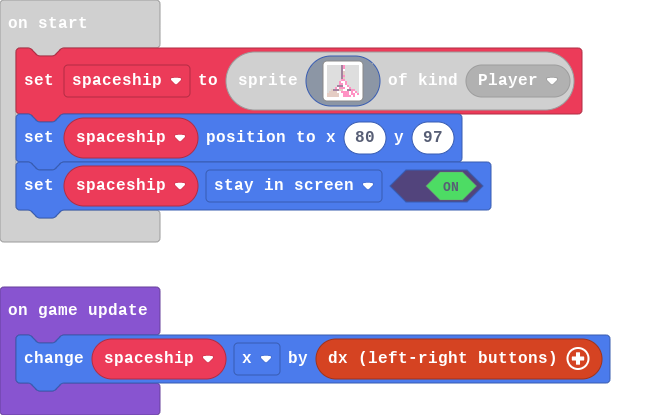 on start
set spaceship to sprite of kind Player
set spaceship position to x 80 y 97
set spaceship stay in screen ON
on game update
change spaceship x by dx (left-right buttons)